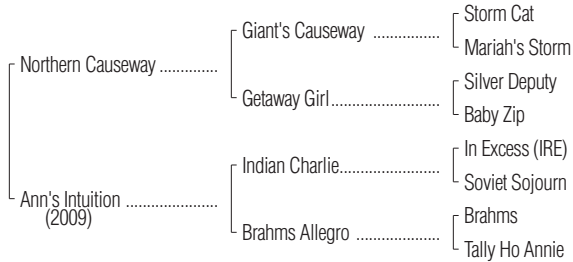 Storm Cat
Giant's Causeway ..................
Mariah's Storm
Northern Causeway ...............
Silver Deputy
Getaway Girl.............................
Baby Zip
In Excess (IRE)
Indian Charlie...........................
Soviet Sojourn
Ann's Intuition ........................
(2009)
Brahms
Brahms Allegro .......................
Tally Ho Annie